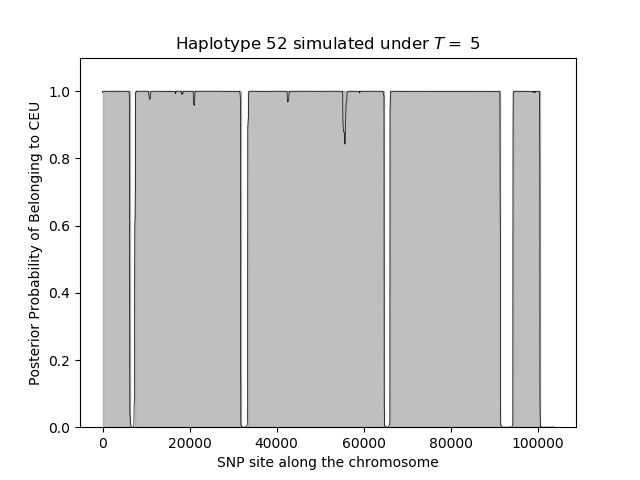 Haplotype 52 simulated under T = 5
Posterior Probability of Belonging to CEU
1.0
0.8
0.6
0.4
0.2
0.0
0 20000 40000 60000 80000 100000
SNP site along the chromosome